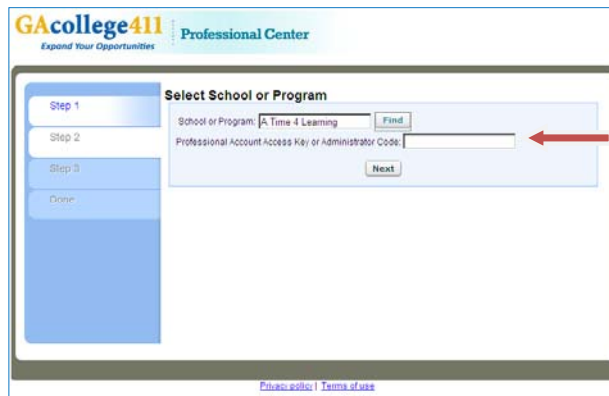 GAcollege411
Expand Your Opportunities
Professional Center
Step 1
Step 2
Step 3
Done
Select School or Program
School or Program: A Time 4 Learning Find
Professional Account Access Key or Administrator Code:
Next
Privacy policy | Terms of use